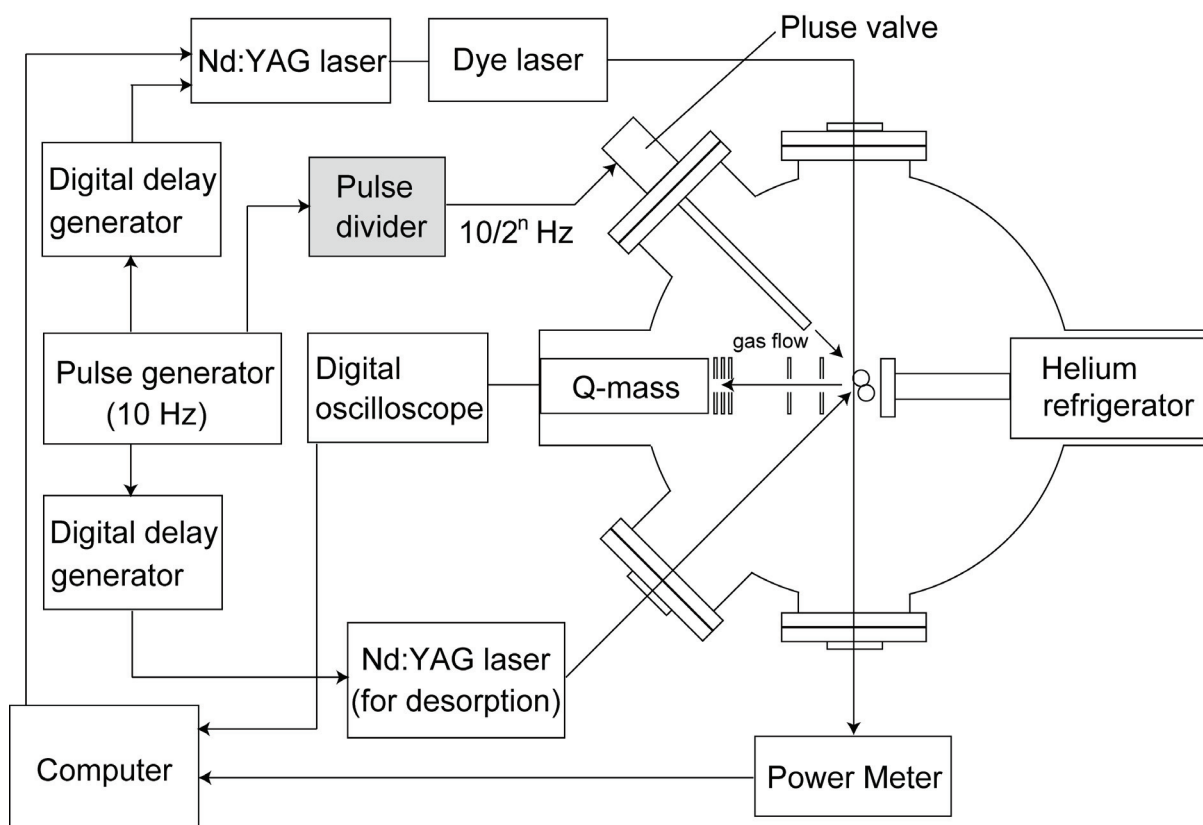 Pluse valve
Nd:YAG laser
Dye laser
Digital delay
generator
Pulse
divider
10/2ⁿ Hz
Pulse generator
(10 Hz)
Digital
oscilloscope
gas flow
Q-mass
Helium
refrigerator
Digital delay
generator
Nd:YAG laser
(for desorption)
Computer
Power Meter